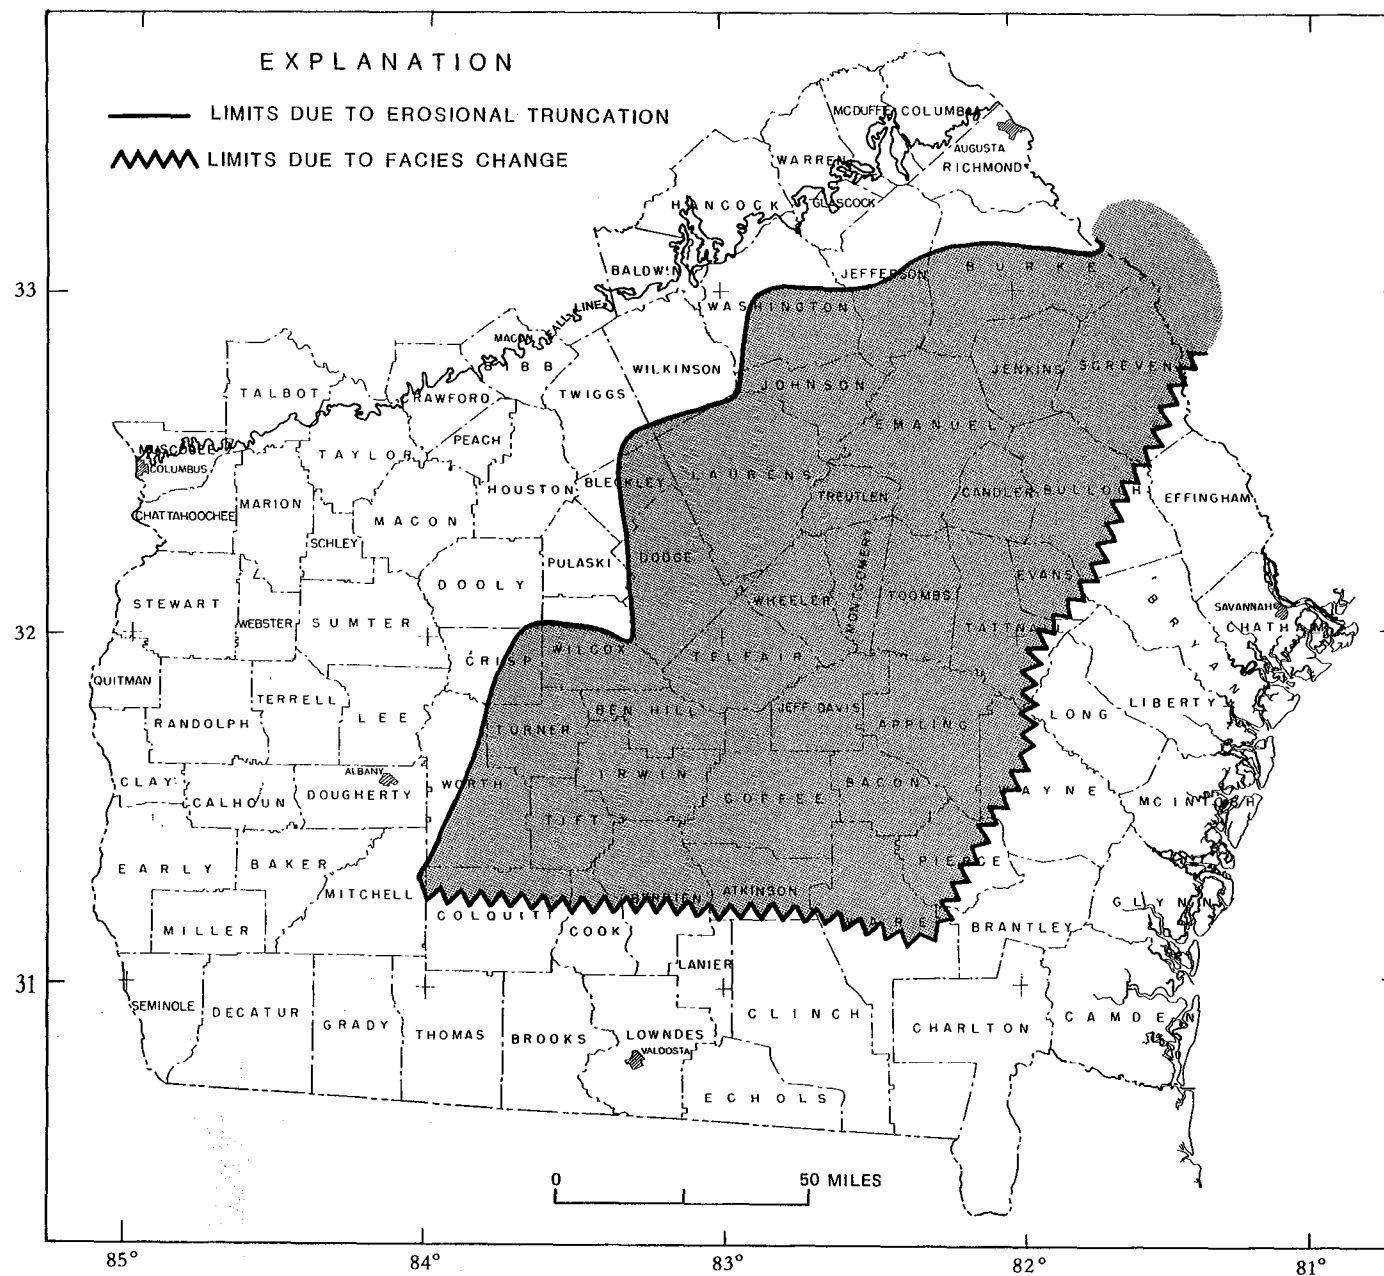 EXPLANATION
LIMITS DUE TO EROSIONAL TRUNCATION
LIMITS DUE TO FACIES CHANGE
MCDUFFIE COLUMBIA
AUGUSTA
WARREN
RICHMOND
HANCOCK GLASCOCK
BALDWIN JEFFERSON BURKE
33
FALL LINE WASHINGTON
MACON
BIBB WILKINSON JENKINS SCREVEN
TALBOT CRAWFORD TWIGGS JOHNSON
PEACH EMANUEL
MUSCOGEE TAYLOR
COLUMBUS
HOUSTON BLECKLEY LAURENS
MARION TREUTLEN CANDLER BULLOCH EFFINGHAM
CHATTAHOOCHEE MACON
SCHLEY
PULASKI DODGE
DOOLY EVANS
STEWART WHEELER MONTGOMERY TOOMBS BRYAN SAVANNAH
WEBSTER SUMTER TATTNALL CHATHAM
32
CRISP WILCOX TELFAIR
QUITMAN
TERRELL BEN HILL JEFF DAVIS LIBERTY
RANDOLPH LEE TURNER APPLING LONG
ALBANY
CLAY DOUGHERTY WORTH IRWIN BACON
CALHOUN COFFEE WAYNE MCINTOSH
TIFT
EARLY BAKER PIERCE
MITCHELL BERRIEN ATKINSON
COLQUITT WARE GLYNN
MILLER COOK BRANTLEY
LANIER
31
SEMINOLE DECATUR CLINCH CAMDEN
GRADY THOMAS BROOKS LOWNDES CHARLTON
VALDOSTA
ECHOLS
0 50 MILES
85° 84° 83° 82° 81°